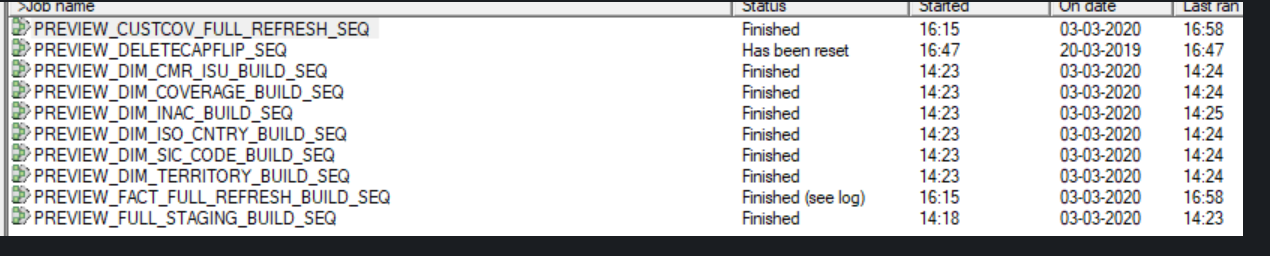 >Job name Status Started On date Last ran
PREVIEW_CUSTCOV_FULL_REFRESH_SEQ Finished 16:15 03-03-2020 16:58
PREVIEW_DELETECAPFLIP_SEQ Has been reset 16:47 20-03-2019 16:47
PREVIEW_DIM_CMR_ISU_BUILD_SEQ Finished 14:23 03-03-2020 14:24
PREVIEW_DIM_COVERAGE_BUILD_SEQ Finished 14:23 03-03-2020 14:24
PREVIEW_DIM_INAC_BUILD_SEQ Finished 14:23 03-03-2020 14:25
PREVIEW_DIM_ISO_CNTRY_BUILD_SEQ Finished 14:23 03-03-2020 14:24
PREVIEW_DIM_SIC_CODE_BUILD_SEQ Finished 14:23 03-03-2020 14:24
PREVIEW_DIM_TERRITORY_BUILD_SEQ Finished 14:23 03-03-2020 14:24
PREVIEW_FACT_FULL_REFRESH_BUILD_SEQ Finished (see log) 16:15 03-03-2020 16:58
PREVIEW_FULL_STAGING_BUILD_SEQ Finished 14:18 03-03-2020 14:23